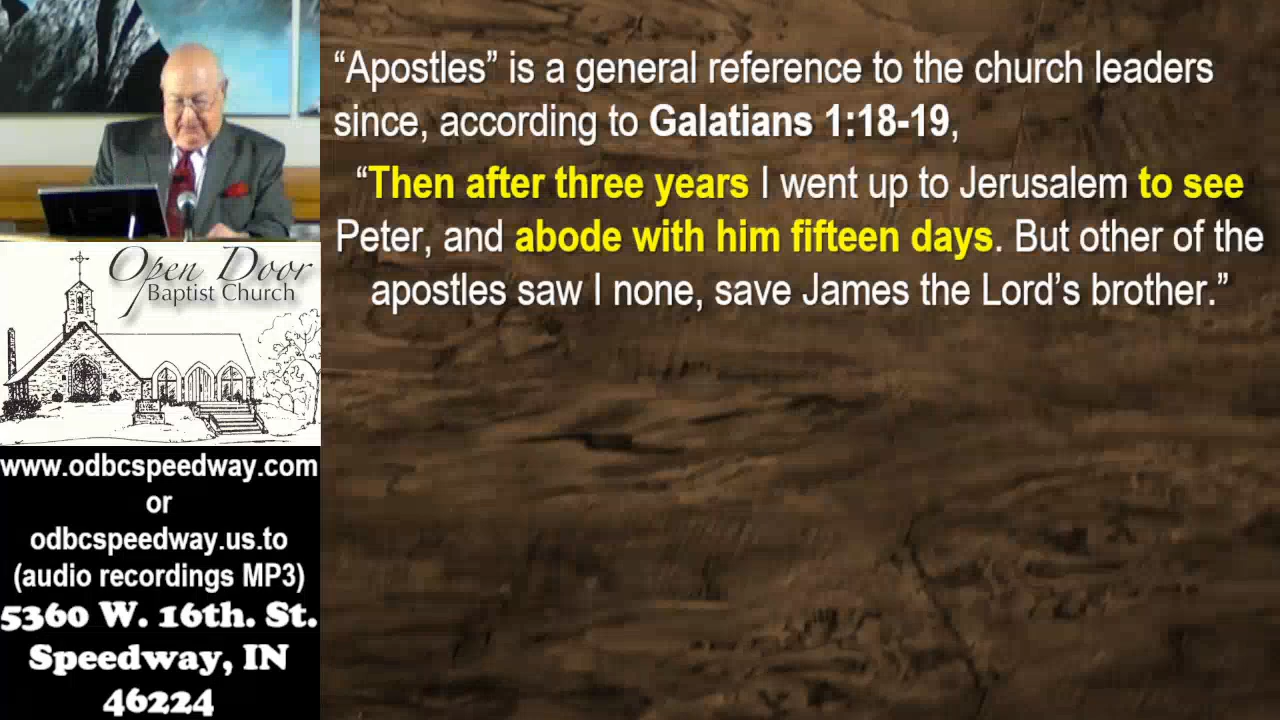 “Apostles” is a general reference to the church leaders
since, according to Galatians 1:18-19,
“Then after three years I went up to Jerusalem to see
Peter, and abode with him fifteen days. But other of the
apostles saw I none, save James the Lord’s brother.”
Open Door
Baptist Church
www.odbcspeedway.com
or
odbcspeedway.us.to
(audio recordings MP3)
5360 W. 16th. St.
Speedway, IN
46224